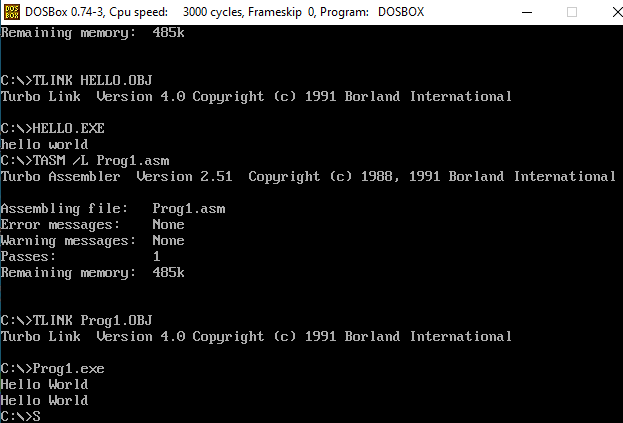 DOSBox 0.74-3, Cpu speed: 3000 cycles, Frameskip 0, Program: DOSBOX
Remaining memory: 485k
C:\>TLINK HELLO.OBJ
Turbo Link Version 4.0 Copyright (c) 1991 Borland International
C:\>HELLO.EXE
hello world
C:\>TASM /L Prog1.asm
Turbo Assembler Version 2.51 Copyright (c) 1988, 1991 Borland International
Assembling file: Prog1.asm
Error messages: None
Warning messages: None
Passes: 1
Remaining memory: 485k
C:\>TLINK Prog1.OBJ
Turbo Link Version 4.0 Copyright (c) 1991 Borland International
C:\>Prog1.exe
Hello World
Hello World
C:\>S